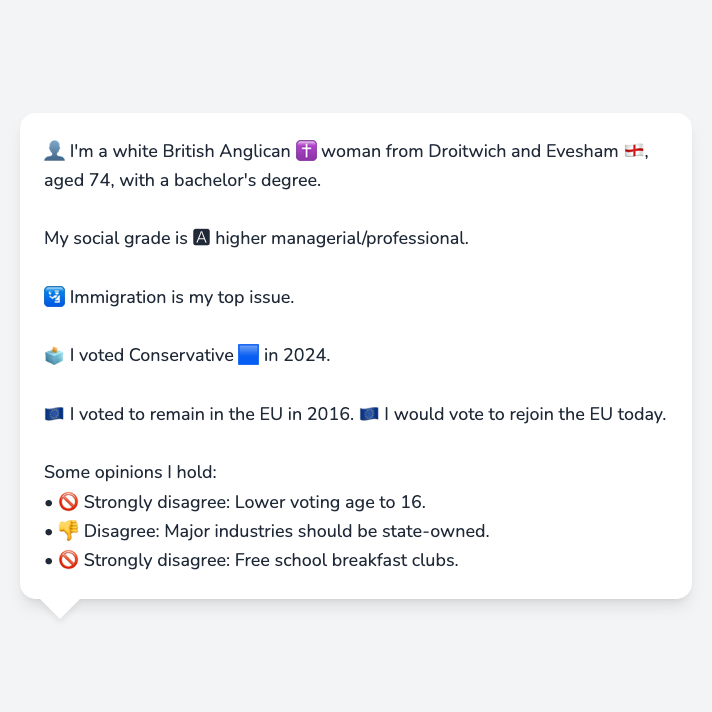 👤 I'm a white British Anglican ✝️ woman from Droitwich and Evesham 🏴󠁧󠁢󠁥󠁮󠁧󠁿,
aged 74, with a bachelor's degree.
My social grade is 🅰 higher managerial/professional.
🛂 Immigration is my top issue.
🗳️ I voted Conservative 🟦 in 2024.
🇪🇺 I voted to remain in the EU in 2016. 🇪🇺 I would vote to rejoin the EU today.
Some opinions I hold:
• 🚫 Strongly disagree: Lower voting age to 16.
• 👎 Disagree: Major industries should be state-owned.
• 🚫 Strongly disagree: Free school breakfast clubs.